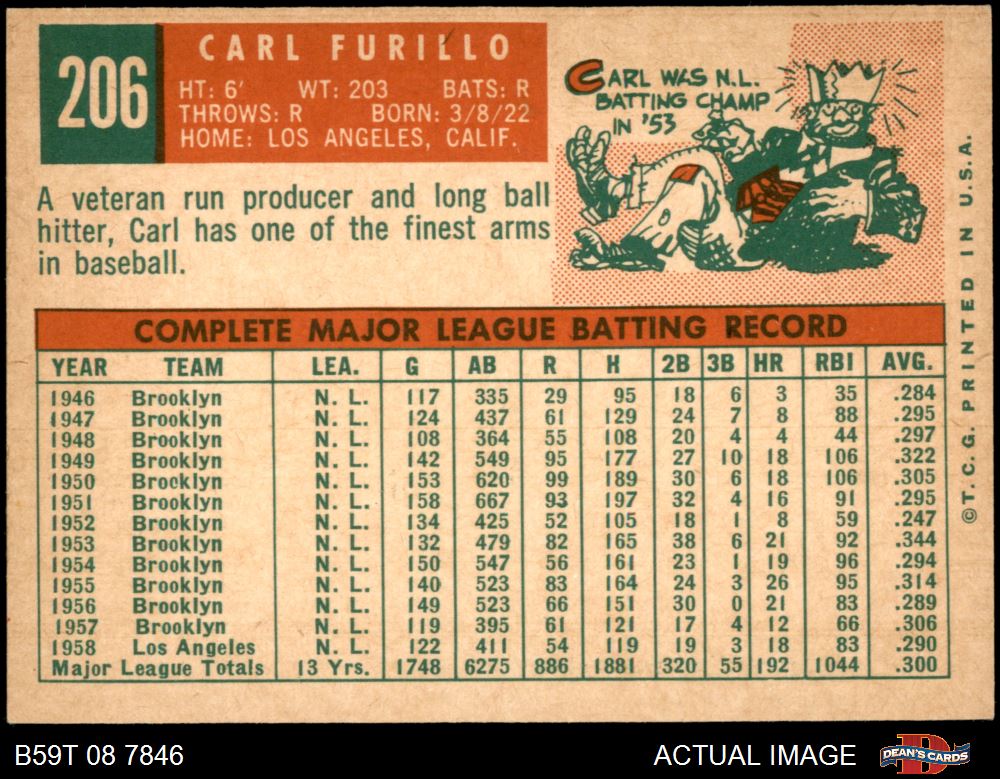 206
CARL FURILLO
HT: 6' WT: 203 BATS: R
THROWS: R BORN: 3/8/22
HOME: LOS ANGELES, CALIF.
CARL WAS N.L.
BATTING CHAMP
IN '53
A veteran run producer and long ball
hitter, Carl has one of the finest arms
in baseball.
COMPLETE MAJOR LEAGUE BATTING RECORD
YEAR TEAM LEA. G AB R H 2B 3B HR RBI AVG.
1946 Brooklyn N. L. 117 335 29 95 18 6 3 35 .284
1947 Brooklyn N. L. 124 437 61 129 24 7 8 88 .295
1948 Brooklyn N. L. 108 364 55 108 20 4 4 44 .297
1949 Brooklyn N. L. 142 549 95 177 27 10 18 106 .322
1950 Brooklyn N. L. 153 620 99 189 30 6 18 106 .305
1951 Brooklyn N. L. 158 667 93 197 32 4 16 91 .295
1952 Brooklyn N. L. 134 425 52 105 18 1 8 59 .247
1953 Brooklyn N. L. 132 479 82 165 38 6 21 92 .344
1954 Brooklyn N. L. 150 547 56 161 23 1 19 96 .294
1955 Brooklyn N. L. 140 523 83 164 24 3 26 95 .314
1956 Brooklyn N. L. 149 523 66 151 30 0 21 83 .289
1957 Brooklyn N. L. 119 395 61 121 17 4 12 66 .306
1958 Los Angeles N. L. 122 411 54 119 19 3 18 83 .290
Major League Totals 13 Yrs. 1748 6275 886 1881 320 55 192 1044 .300
© T. C. G. PRINTED IN U.S.A.
B59T 08 7846
ACTUAL IMAGE
DEAN'S CARDS